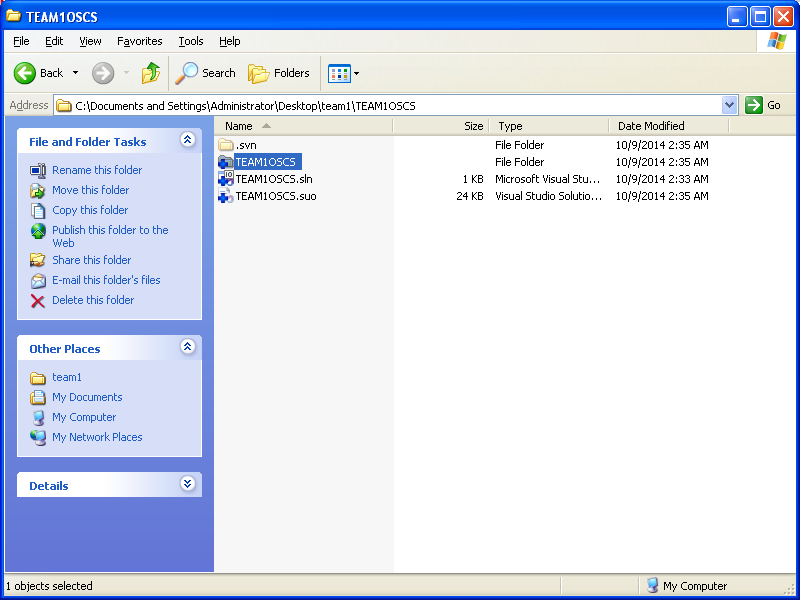 TEAM1OSCS
File Edit View Favorites Tools Help
Back Search Folders
Address C:\Documents and Settings\Administrator\Desktop\team1\TEAM1OSCS Go
File and Folder Tasks
Rename this folder
Move this folder
Copy this folder
Publish this folder to the
Web
Share this folder
E-mail this folder's files
Delete this folder
Other Places
team1
My Documents
My Computer
My Network Places
Details
Name Size Type Date Modified
.svn File Folder 10/9/2014 2:35 AM
TEAM1OSCS File Folder 10/9/2014 2:35 AM
TEAM1OSCS.sln 1 KB Microsoft Visual Stu... 10/9/2014 2:33 AM
TEAM1OSCS.suo 24 KB Visual Studio Solutio... 10/9/2014 2:35 AM
1 objects selected My Computer